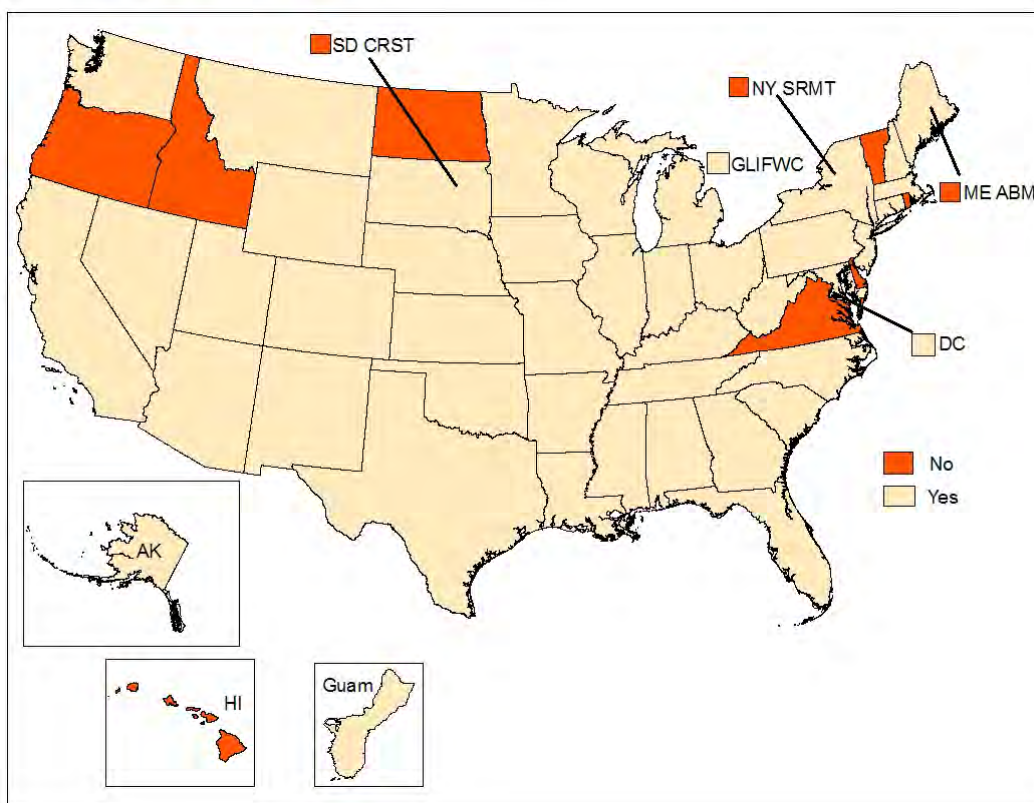 SD CRST
NY SRMT
GLIFWC
ME ABM
DC
No
Yes
AK
HI
Guam